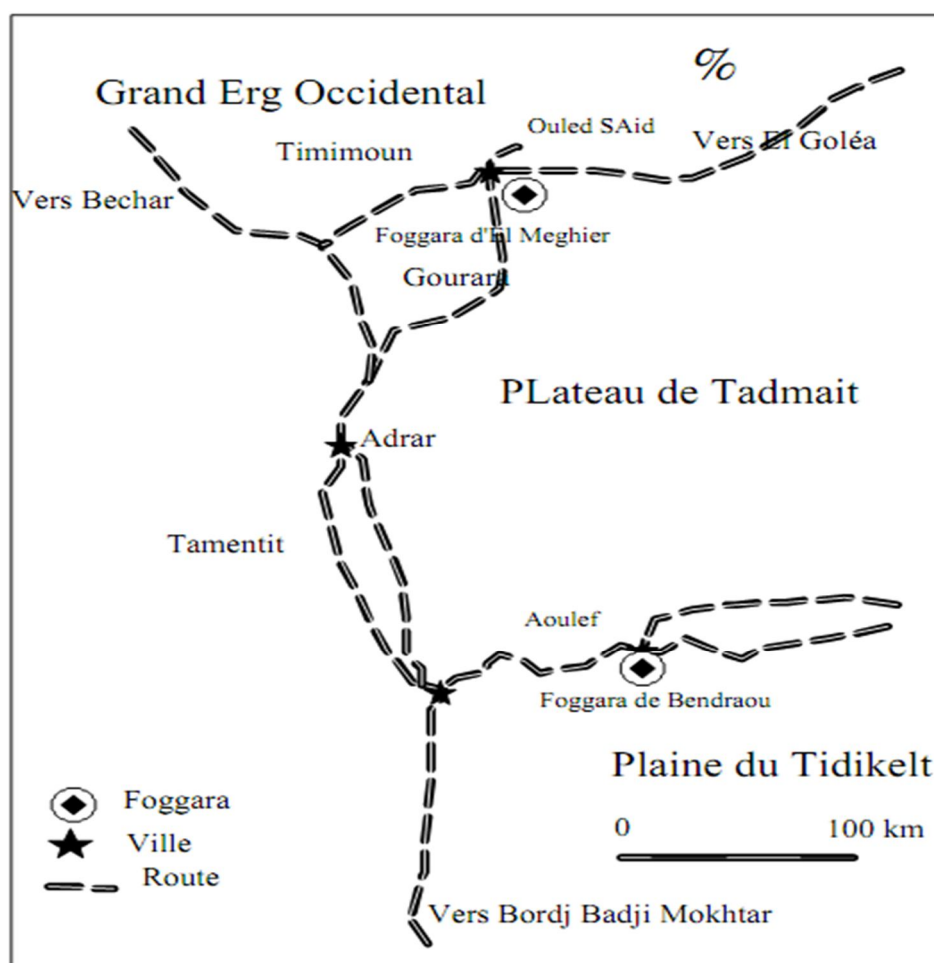 %
Grand Erg Occidental
Ouled SAid
Timimoun
Vers El Goléa
Vers Bechar
Foggara d'El Meghier
Gourara
PLateau de Tadmait
Adrar
Tamentit
Aoulef
Foggara de Bendraou
Plaine du Tidikelt
Foggara
0 100 km
Ville
Route
Vers Bordj Badji Mokhtar